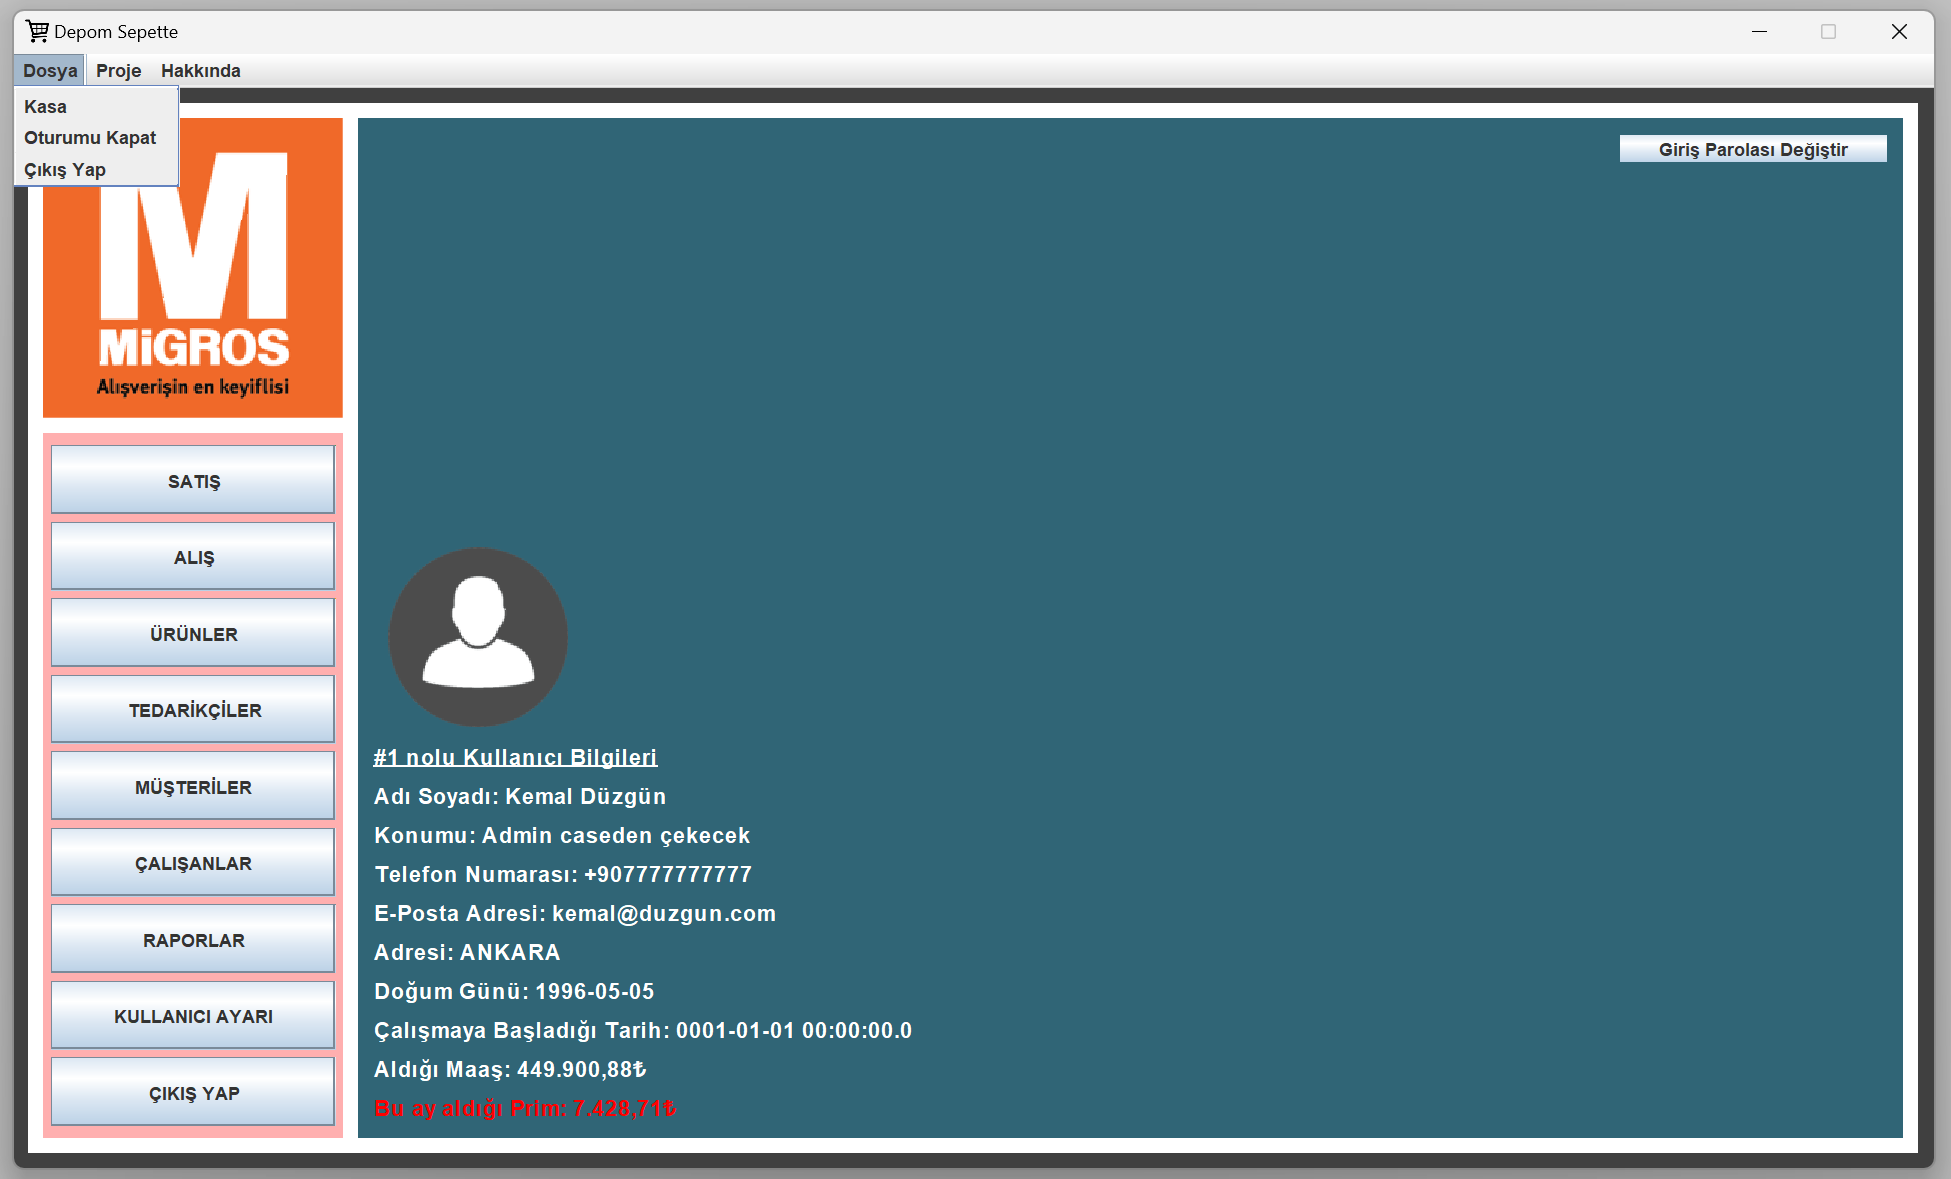 Depom Sepette
Dosya Proje Hakkında
Kasa
Oturumu Kapat
Çıkış Yap
Giriş Parolası Değiştir
M
MiGROS
Alışverişin en keyiflisi
SATIŞ
ALIŞ
ÜRÜNLER
TEDARİKÇİLER
MÜŞTERİLER
ÇALIŞANLAR
RAPORLAR
KULLANICI AYARI
ÇIKIŞ YAP
#1 nolu Kullanıcı Bilgileri
Adı Soyadı: Kemal Düzgün
Konumu: Admin caseden çekecek
Telefon Numarası: +907777777777
E-Posta Adresi: kemal@duzgun.com
Adresi: ANKARA
Doğum Günü: 1996-05-05
Çalışmaya Başladığı Tarih: 0001-01-01 00:00:00.0
Aldığı Maaş: 449.900,88₺
Bu ay aldığı Prim: 7.428,71₺